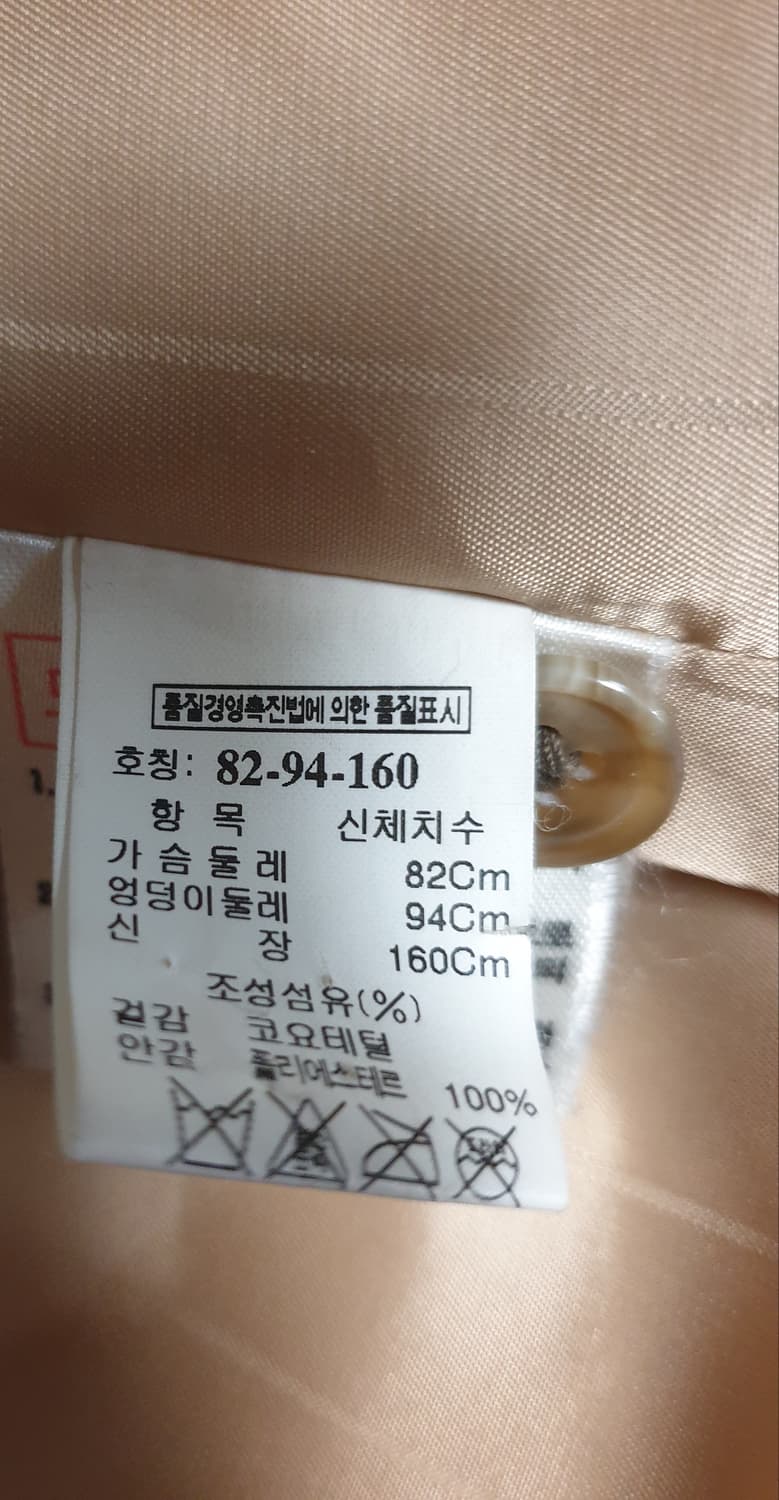 품질경영촉진법에 의한 품질표시
호칭: 82-94-160
항 목 신체치수
가 슴 둘 레 82Cm
엉덩이둘레 94Cm
신 장 160Cm
조성섬유(%)
겉감 코요테털
안감 폴리에스테르 100%
1.